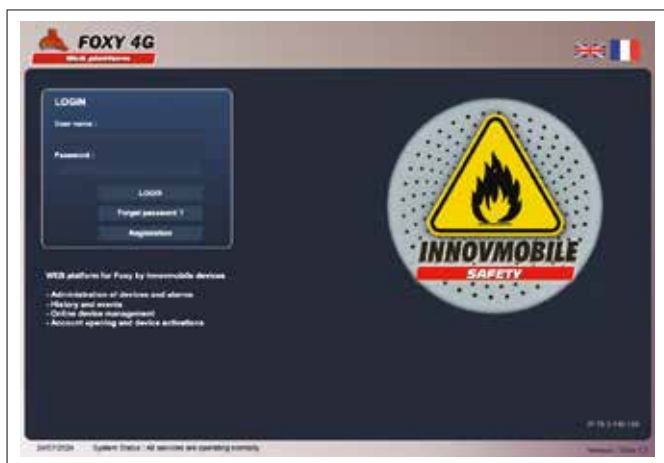 FOXY 4G
WEB platform
LOGIN
User name :
Password :
LOGIN
Forget password ?
Registration
INNOVMOBILE
SAFETY
WEB platform for Foxy by Innovmobile devices
- Administration of devices and alarms
- History and events
- Online device management
- Account opening and device activations
System Status : All services are operating normally